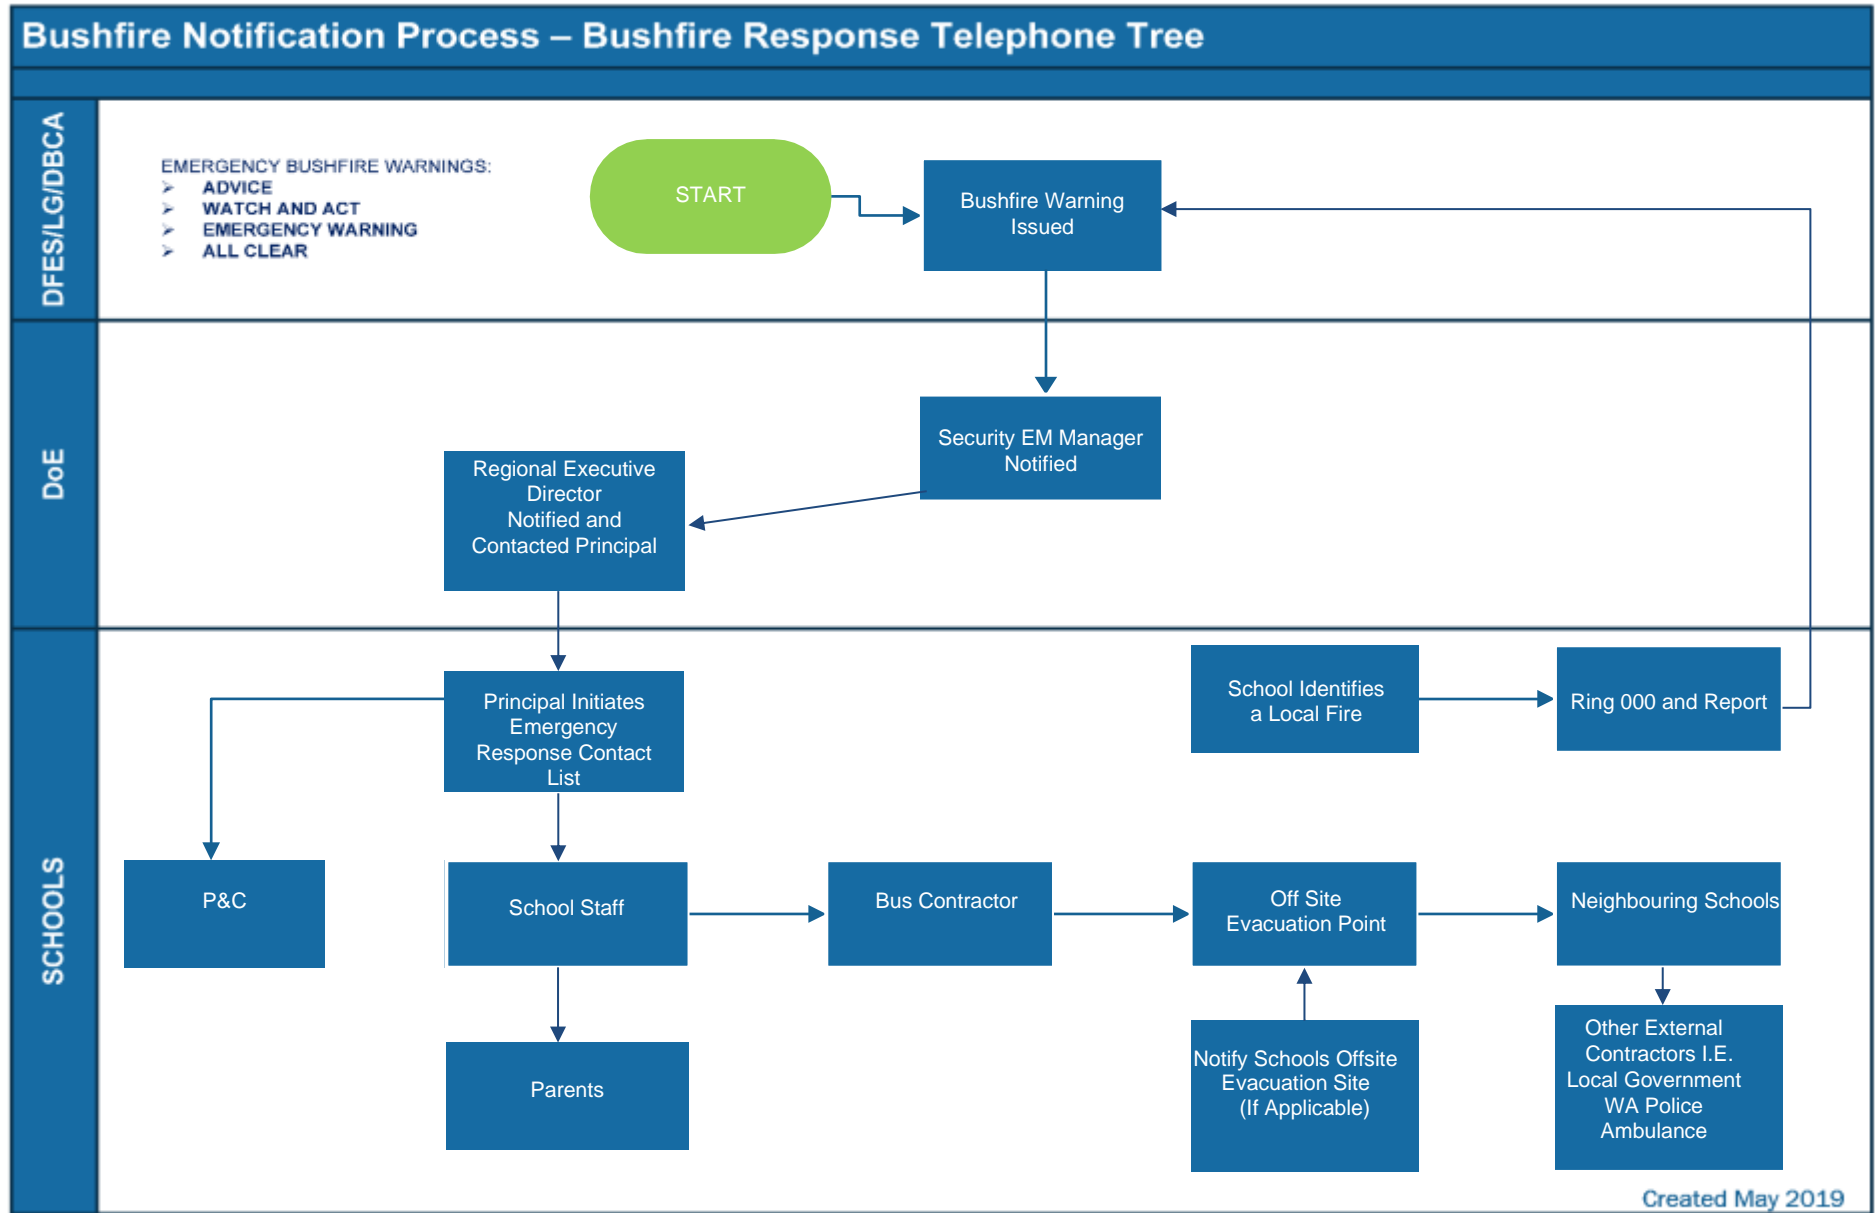 Bushfire Notification Process – Bushfire Response Telephone Tree
DFES/LG/DBCA
EMERGENCY BUSHFIRE WARNINGS:
➢ ADVICE
➢ WATCH AND ACT
➢ EMERGENCY WARNING
➢ ALL CLEAR
START
Bushfire Warning
Issued
DoE
Security EM Manager
Notified
Regional Executive
Director
Notified and
Contacted Principal
SCHOOLS
Principal Initiates
Emergency
Response Contact
List
School Identifies
a Local Fire
Ring 000 and Report
P&C
School Staff
Bus Contractor
Off Site
Evacuation Point
Neighbouring Schools
Parents
Notify Schools Offsite
Evacuation Site
(If Applicable)
Other External
Contractors I.E.
Local Government
WA Police
Ambulance
Created May 2019